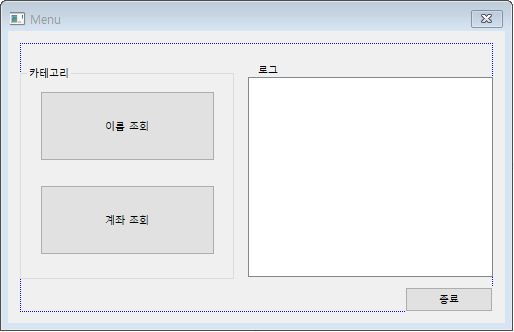 Menu
카테고리
로그
이름 조회
계좌 조회
종료